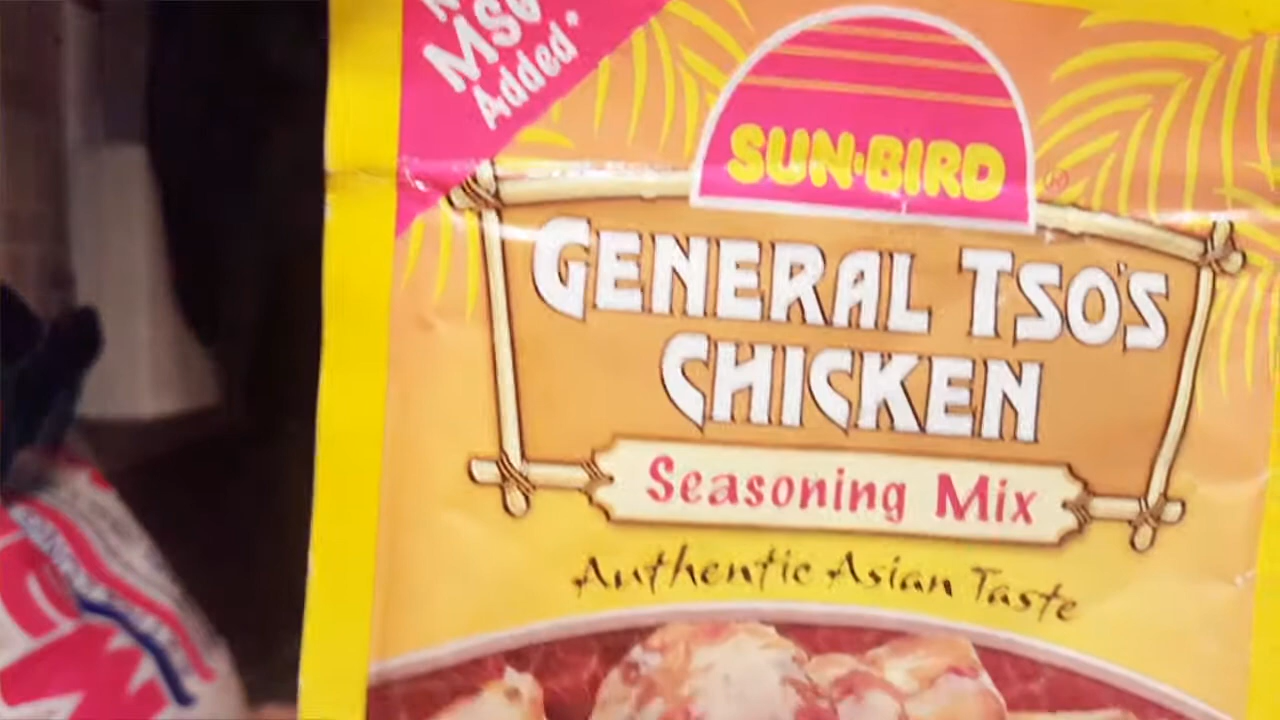 MSG
Added*
SUN·BIRD
GENERAL TSO'S
CHICKEN
Seasoning Mix
Authentic Asian Taste